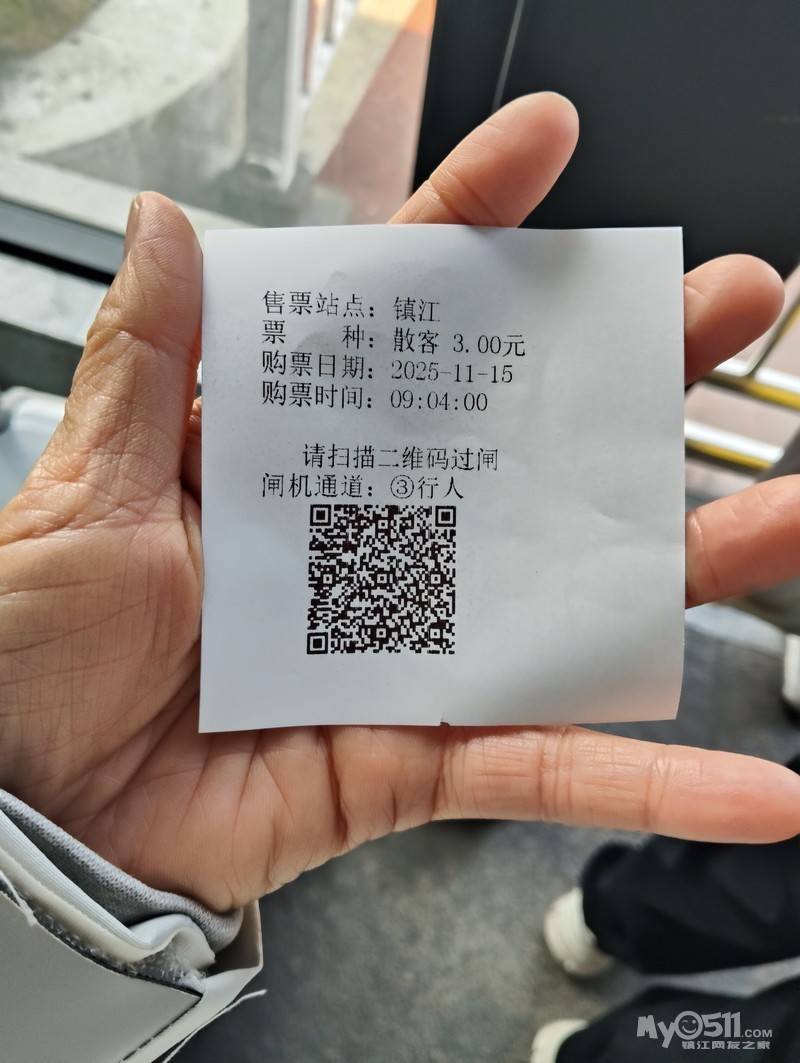 售票站点：镇江
票　　种：散客 3.00元
购票日期：2025-11-15
购票时间：09:04:00
请扫描二维码过闸
闸机通道：③行人
My0511.COM
镇江网友之家